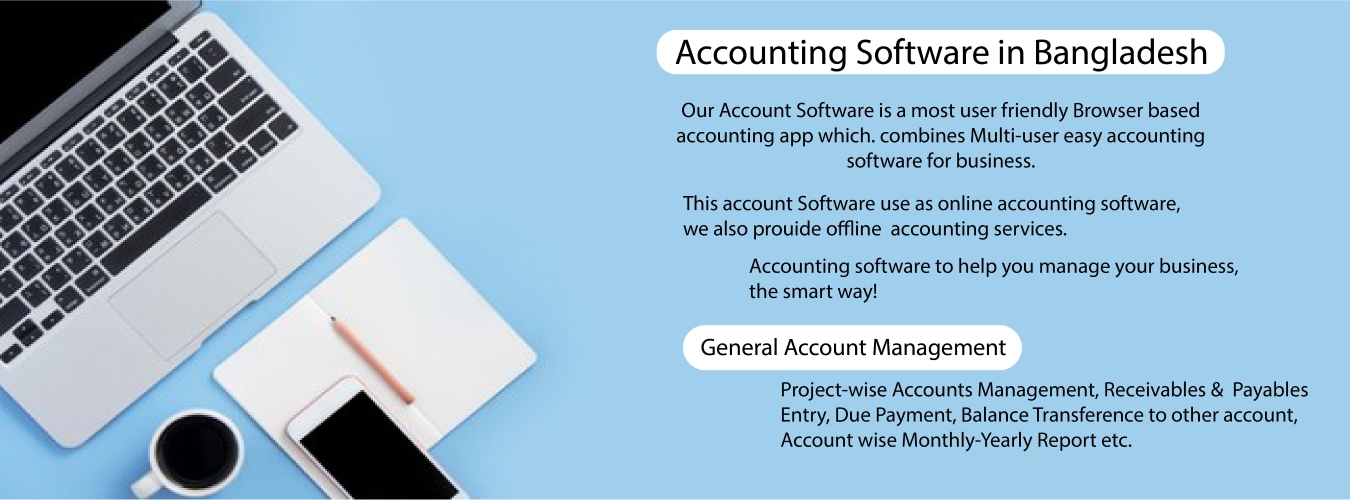 Accounting Software in Bangladesh
Our Account Software is a most user friendly Browser based
accounting app which. combines Multi-user easy accounting
software for business.
This account Software use as online accounting software,
we also prouide offline accounting services.
Accounting software to help you manage your business,
the smart way!
General Account Management
Project-wise Accounts Management, Receivables & Payables
Entry, Due Payment, Balance Transference to other account,
Account wise Monthly-Yearly Report etc.